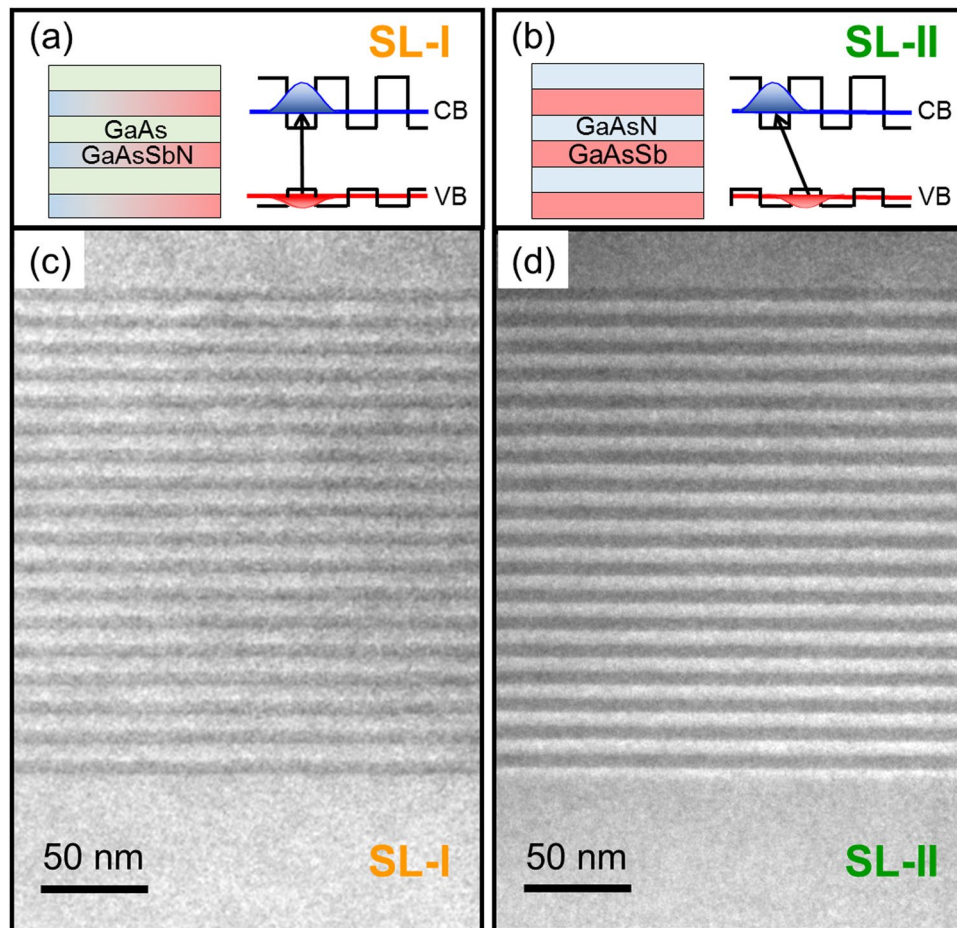 (a)
SL-I
GaAs
GaAsSbN
CB
VB
(b)
SL-II
GaAsN
GaAsSb
CB
VB
(c)
50 nm
SL-I
(d)
50 nm
SL-II